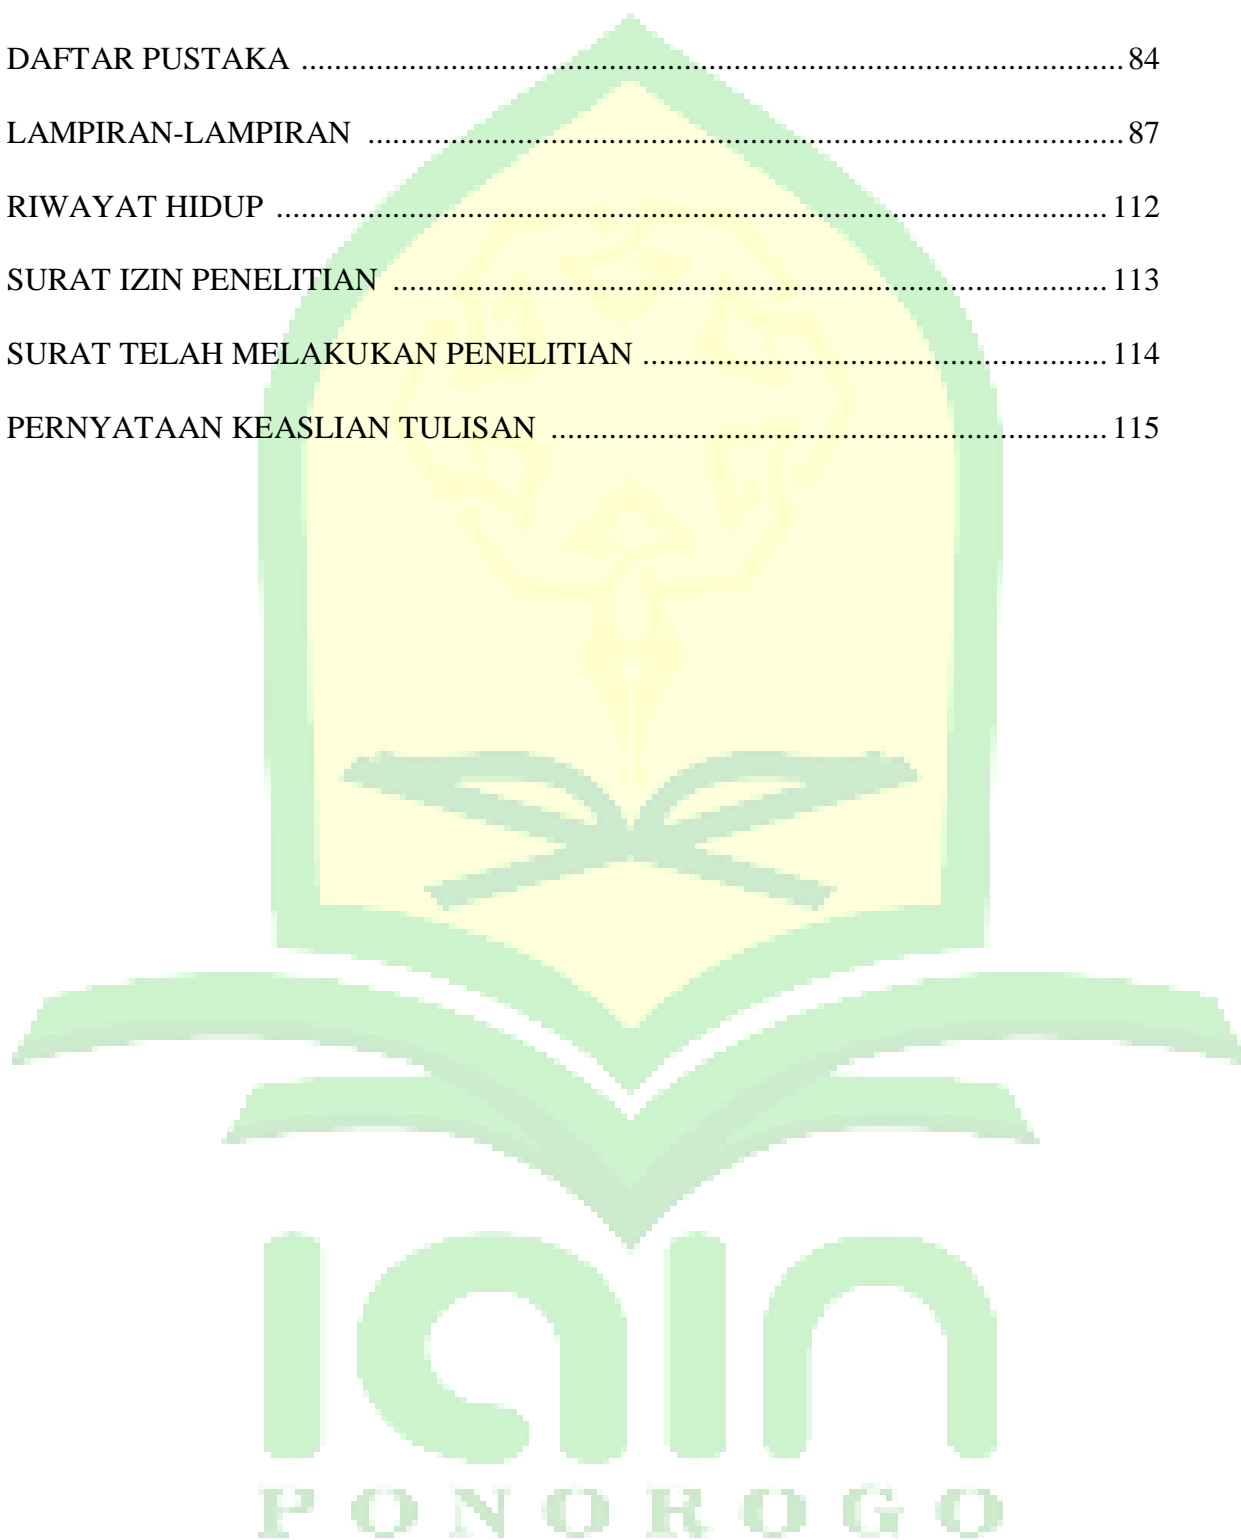 DAFTAR PUSTAKA ........................................................................................................ 84
LAMPIRAN-LAMPIRAN ................................................................................................ 87
RIWAYAT HIDUP ......................................................................................................... 112
SURAT IZIN PENELITIAN ............................................................................................ 113
SURAT TELAH MELAKUKAN PENELITIAN ............................................................ 114
PERNYATAAN KEASLIAN TULISAN ....................................................................... 115
iain
PONOROGO